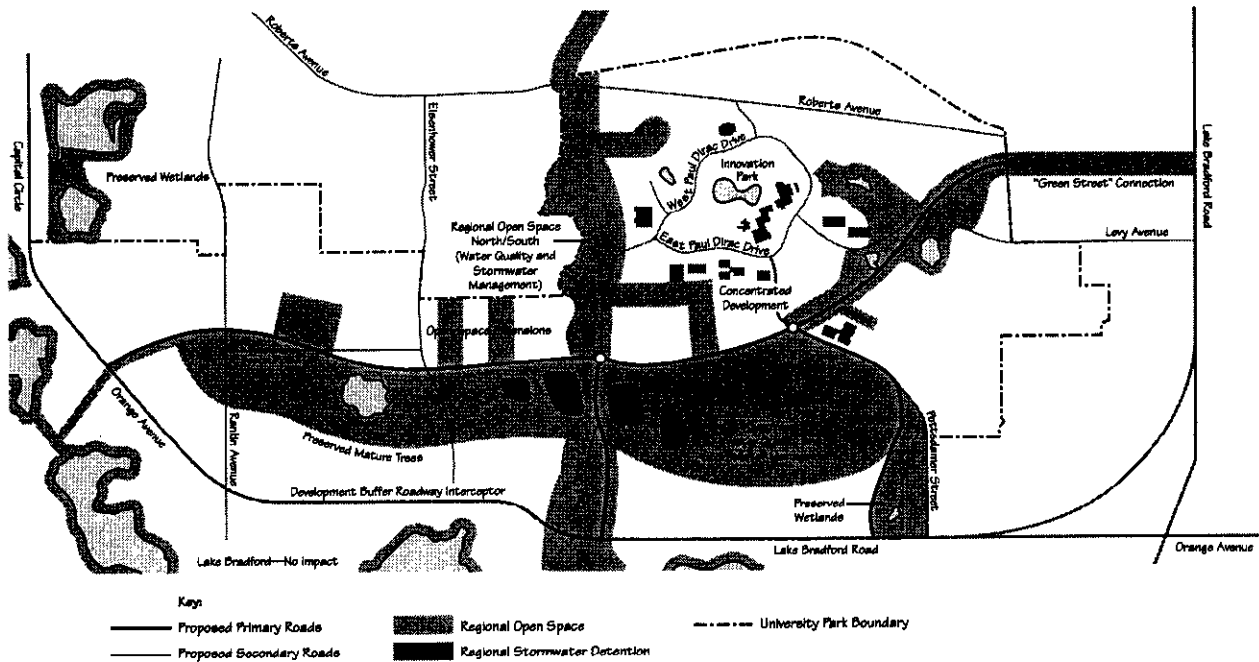 Roberts Avenue
Roberts Avenue
Lake Bradford Road
Capital Circle
Eisenhower Street
West Paul Dirac Drive
Innovation
Park
Preserved Wetlands
"Green Street" Connection
Regional Open Space
North/South
(Water Quality and
Stormwater
Management)
East Paul Dirac Drive
Levy Avenue
Concentrated
Development
Open Space Extensions
Orange Avenue
Rankin Avenue
Preserved Mature Trees
Pottsdamer Street
Development Buffer Roadway Interceptor
Preserved
Wetlands
Lake Bradford—No impact
Lake Bradford Road
Orange Avenue
Key:
Proposed Primary Roads
Regional Open Space
University Park Boundary
Proposed Secondary Roads
Regional Stormwater Detention